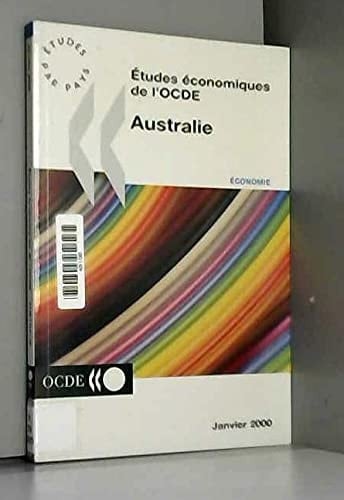 ÉTUDES
PAR PAYS
Études économiques
de l'OCDE
Australie
ÉCONOMIE
OCDE
Janvier 2000